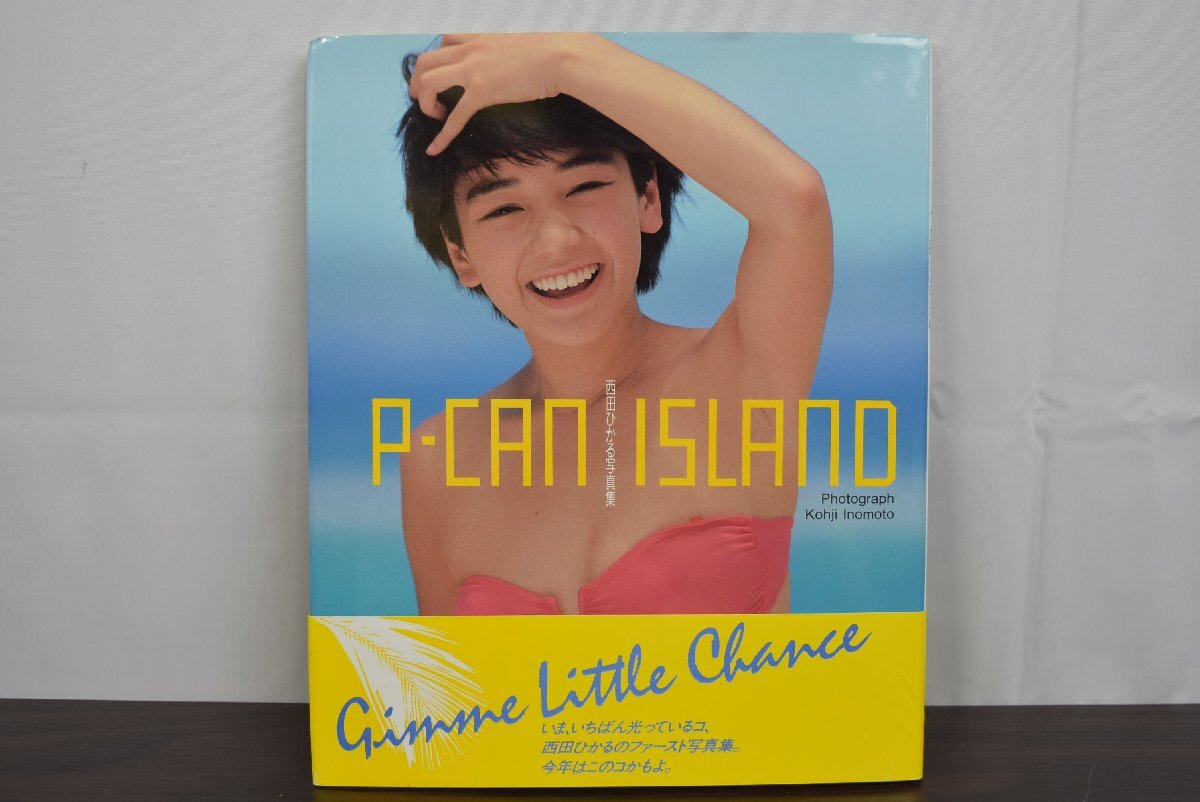 P-CAN ISLAND
西田ひかる写真集
Photograph
Kohji Inomoto
Gimme Little Chance
いま、いちばん光っているコ、
西田ひかるのファースト写真集。
今年はこのコかもよ。